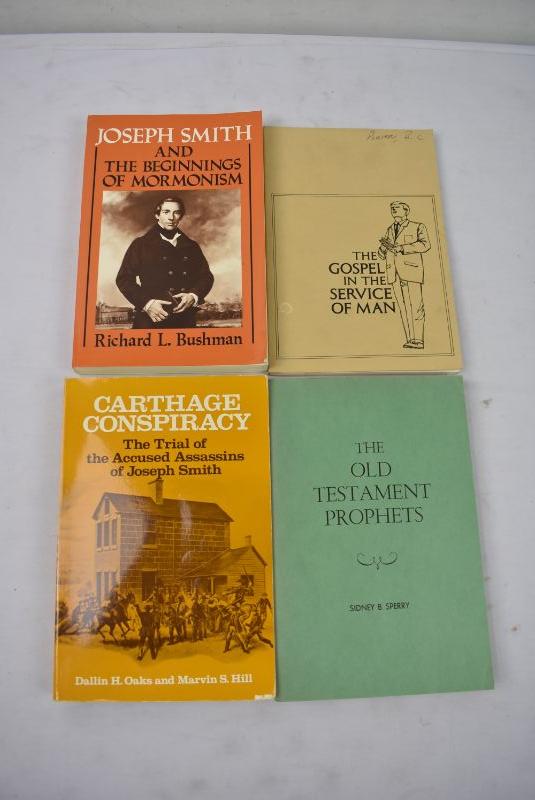 JOSEPH SMITH
AND
THE BEGINNINGS
OF MORMONISM
Richard L. Bushman
THE
GOSPEL
IN THE
SERVICE
OF MAN
CARTHAGE
CONSPIRACY
The Trial of
the Accused Assassins
of Joseph Smith
Dallin H. Oaks and Marvin S. Hill
THE
OLD
TESTAMENT
PROPHETS
SIDNEY B. SPERRY